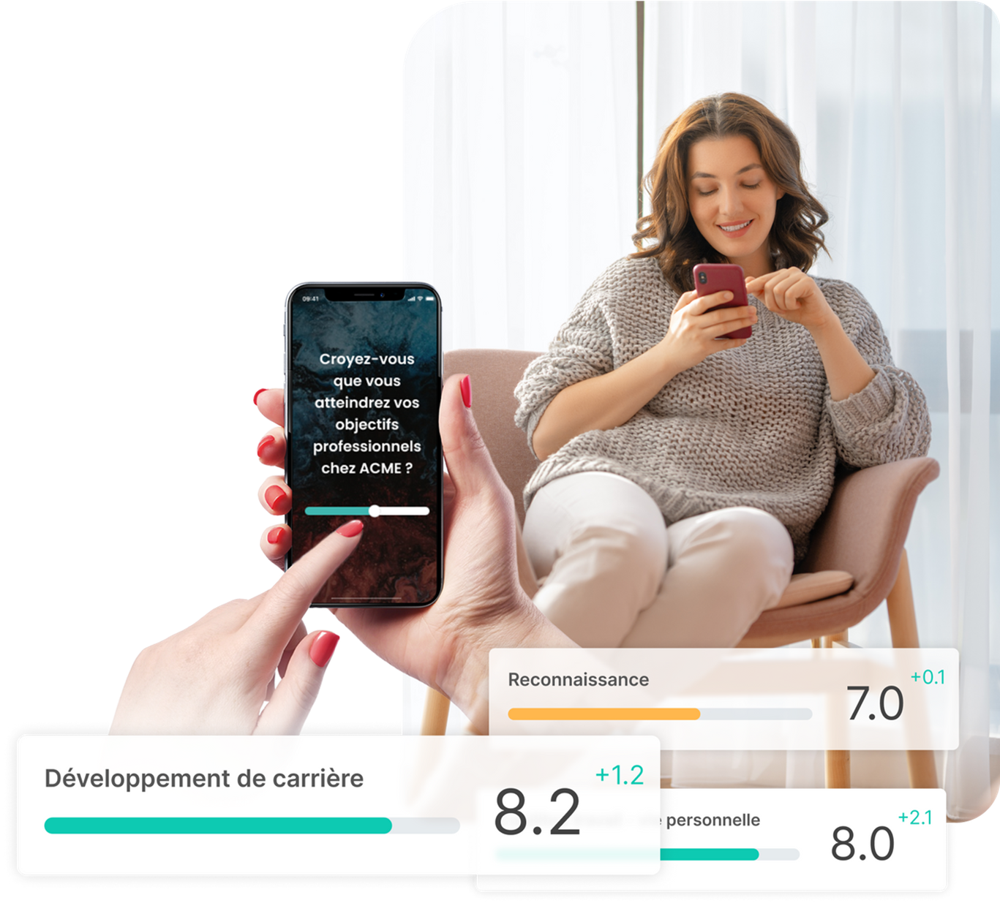 09:41
Croyez-vous
que vous
atteindrez vos
objectifs
professionnels
chez ACME ?
Reconnaissance
7.0
+0.1
Développement de carrière
8.2
+1.2
personnelle
8.0
+2.1